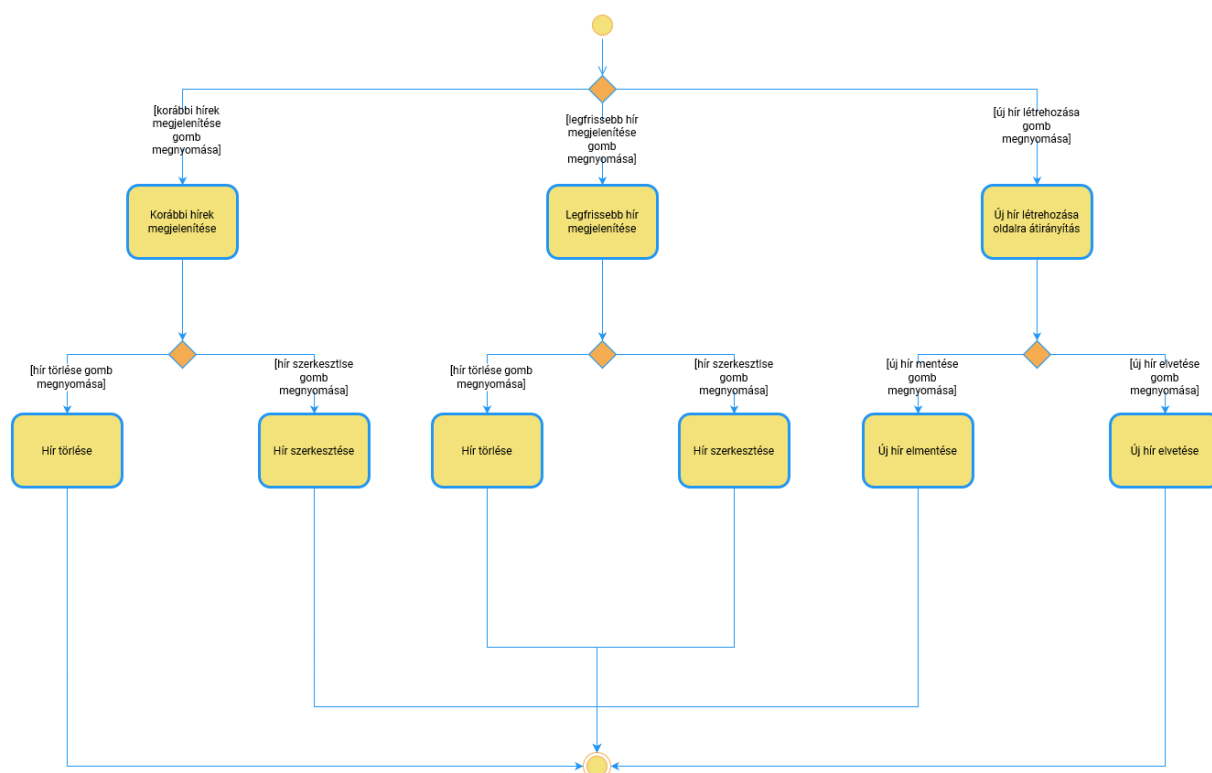 [korábbi hírek
megjelenítése
gomb
megnyomása]
[legfrissebb hír
megjelenítése
gomb
megnyomása]
[új hír létrehozása
gomb
megnyomása]
Korábbi hírek
megjelenítése
Legfrissebb hír
megjelenítése
Új hír létrehozása
oldalra átirányítás
[hír törlése gomb
megnyomása]
[hír szerkesztlse
gomb
megnyomása]
[hír törlése gomb
megnyomása]
[hír szerkesztlse
gomb
megnyomása]
[új hír mentése
gomb
megnyomása]
[új hír elvetése
gomb
megnyomása]
Hír törlése
Hír szerkesztése
Hír törlése
Hír szerkesztése
Új hír elmentése
Új hír elvetése